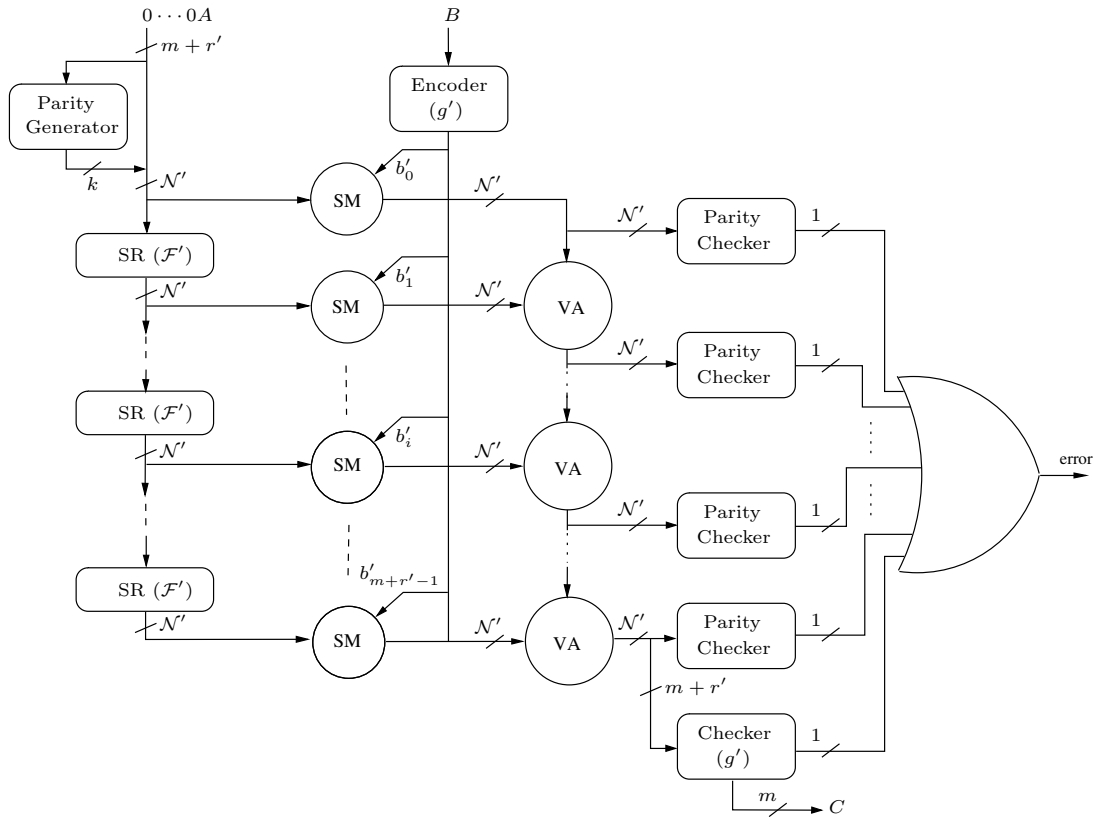 0 · · · 0A
B
m + r′
Encoder
(g′)
Parity
Generator
k
𝒩′
b′₀
SM
𝒩′
𝒩′
Parity
Checker
1
SR (ℱ′)
𝒩′
b′₁
SM
𝒩′
VA
𝒩′
Parity
Checker
1
SR (ℱ′)
𝒩′
b′ᵢ
SM
𝒩′
VA
error
𝒩′
Parity
Checker
1
SR (ℱ′)
𝒩′
b′ₘ₊ᵣ′₋₁
SM
𝒩′
VA
𝒩′
Parity
Checker
1
m + r′
Checker
(g′)
1
m
C